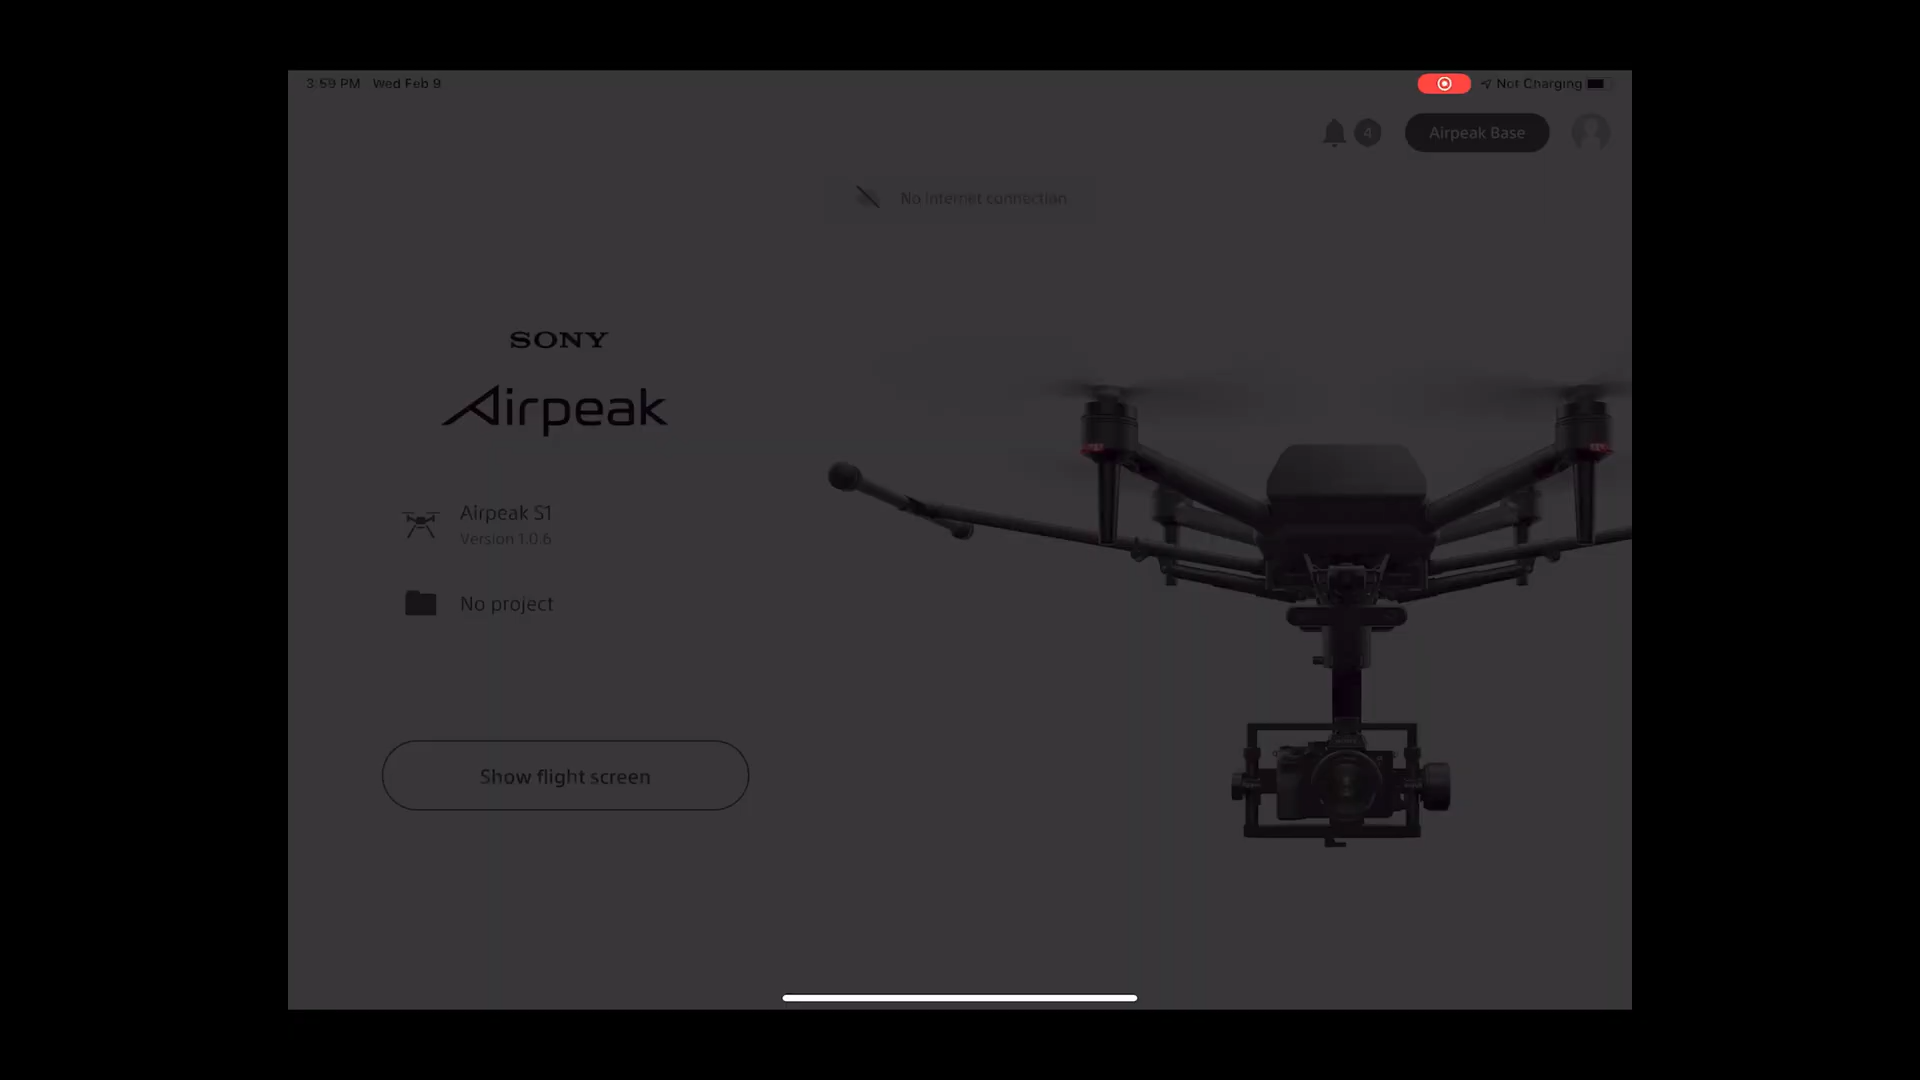 3:59 PM Wed Feb 9
Not Charging
4
Airpeak Base
No internet connection
SONY
Airpeak
Airpeak S1
Version 1.0.6
No project
Show flight screen